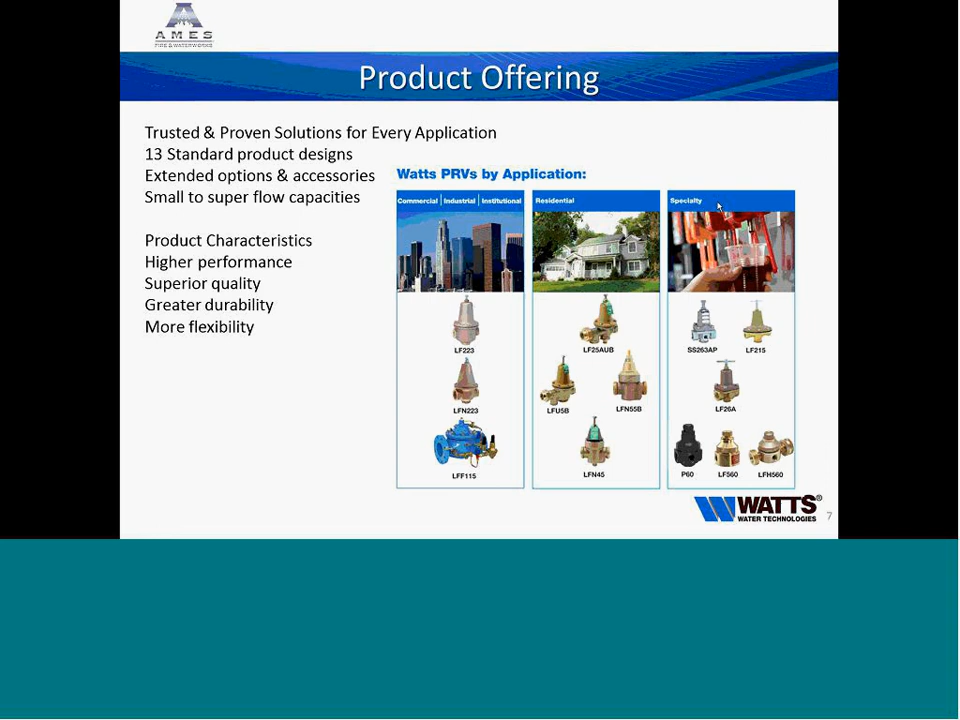 AMES
FIRE & WATERWORKS
Product Offering
Trusted & Proven Solutions for Every Application
13 Standard product designs
Extended options & accessories
Small to super flow capacities
Product Characteristics
Higher performance
Superior quality
Greater durability
More flexibility
Watts PRVs by Application:
Commercial | Industrial | Institutional
LF223
LFN223
LFF115
Residential
LF25AUB
LFU5B LFN55B
LFN45
Specialty
SS263AP LF215
LF26A
P60 LF560 LFH560
WATTS®
WATER TECHNOLOGIES
7